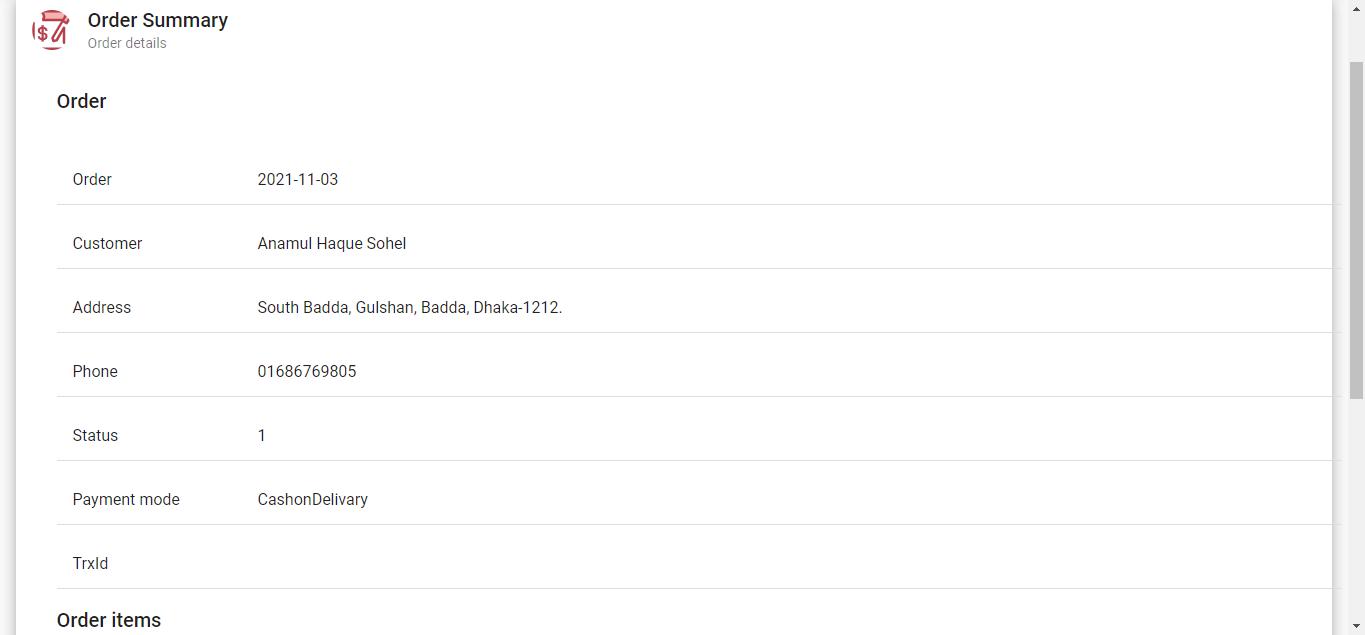 Order Summary
Order details
Order
Order 2021-11-03
Customer Anamul Haque Sohel
Address South Badda, Gulshan, Badda, Dhaka-1212.
Phone 01686769805
Status 1
Payment mode CashonDelivary
TrxId
Order items